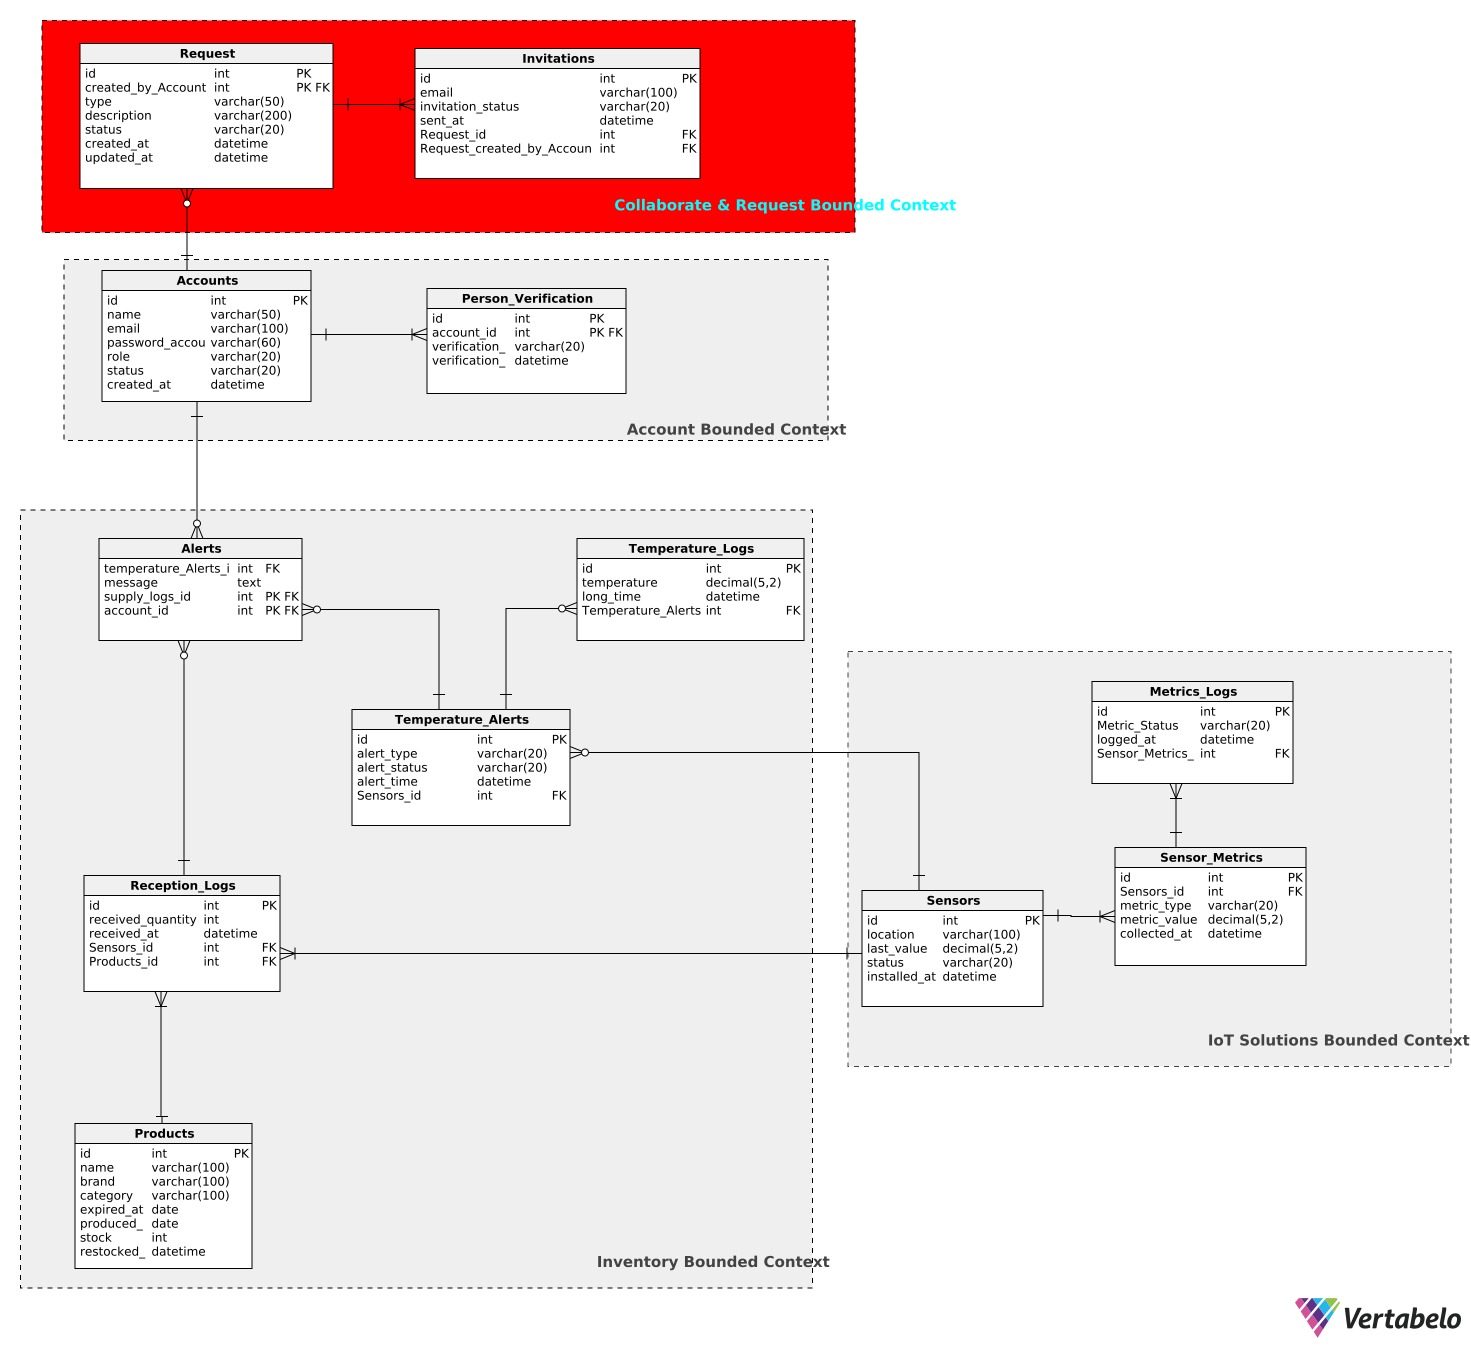 Request
id int PK
created_by_Account int PK FK
type varchar(50)
description varchar(200)
status varchar(20)
created_at datetime
updated_at datetime
Invitations
id int PK
email varchar(100)
invitation_status varchar(20)
sent_at datetime
Request_id int FK
Request_created_by_Accoun int FK
Collaborate & Request Bounded Context
Accounts
id int PK
name varchar(50)
email varchar(100)
password_accou varchar(60)
role varchar(20)
status varchar(20)
created_at datetime
Person_Verification
id int PK
account_id int PK FK
verification_ varchar(20)
verification_ datetime
Account Bounded Context
Alerts
temperature_Alerts_i int FK
message text
supply_logs_id int PK FK
account_id int PK FK
Temperature_Logs
id int PK
temperature decimal(5,2)
long_time datetime
Temperature_Alerts int FK
Temperature_Alerts
id int PK
alert_type varchar(20)
alert_status varchar(20)
alert_time datetime
Sensors_id int FK
Metrics_Logs
id int PK
Metric_Status varchar(20)
logged_at datetime
Sensor_Metrics_ int FK
Sensor_Metrics
id int PK
Sensors_id int FK
metric_type varchar(20)
metric_value decimal(5,2)
collected_at datetime
Reception_Logs
id int PK
received_quantity int
received_at datetime
Sensors_id int FK
Products_id int FK
Sensors
id int PK
location varchar(100)
last_value decimal(5,2)
status varchar(20)
installed_at datetime
IoT Solutions Bounded Context
Products
id int PK
name varchar(100)
brand varchar(100)
category varchar(100)
expired_at date
produced_ date
stock int
restocked_ datetime
Inventory Bounded Context
Vertabelo